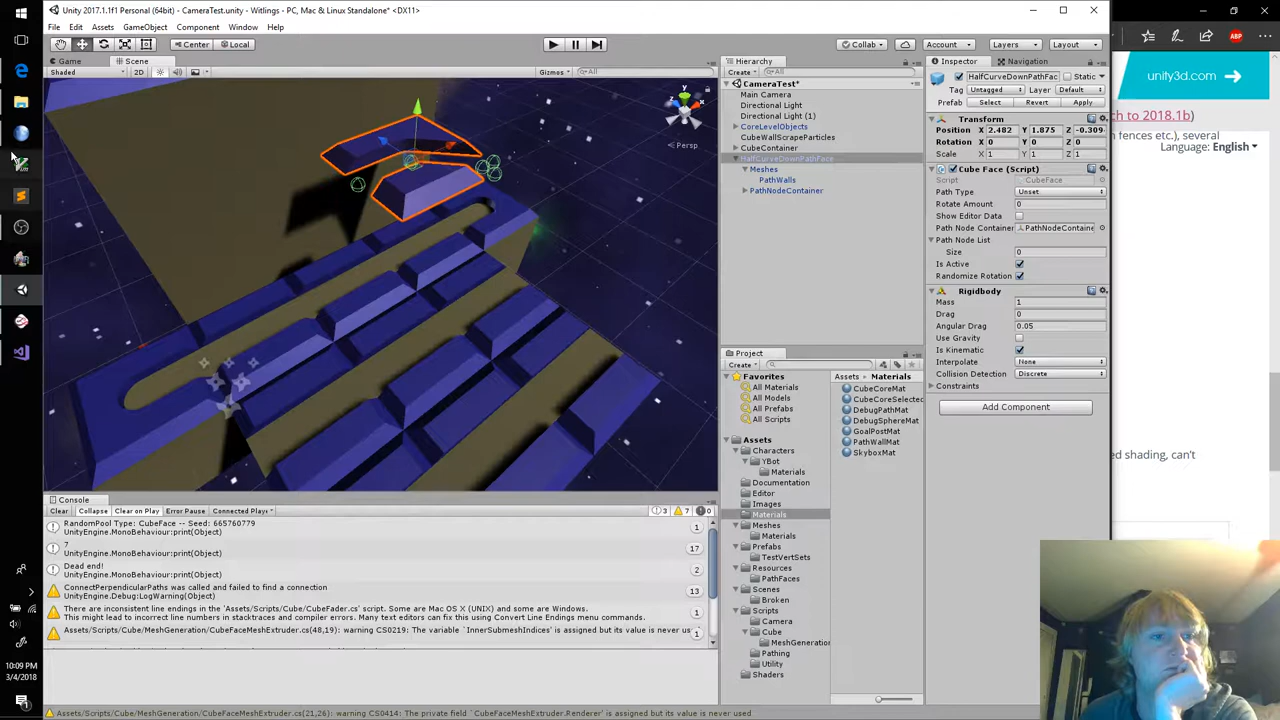 Unity 2017.1.1f1 Personal (64bit) - CameraTest.unity - Witlings - PC, Mac & Linux Standalone* <DX11>
File Edit Assets GameObject Component Window Help
Center Local
Collab Account Layers Layout
Game Scene
Shaded 2D Gizmos All
Persp
Hierarchy
Create All
CameraTest*
Main Camera
Directional Light
Directional Light (1)
CoreLevelObjects
CubeWallScrapeParticles
CubeContainer
HalfCurveDownPathFace
Meshes
PathWalls
PathNodeContainer
Inspector Navigation
HalfCurveDownPathFac Static
Tag Untagged Layer Default
Prefab Select Revert Apply
Transform
Position X 2.482 Y 1.875 Z -0.309
Rotation X 0 Y 0 Z 0
Scale X 1 Y 1 Z 1
Cube Face (Script)
Script CubeFace
Path Type Unset
Rotate Amount 0
Show Editor Data
Path Node Container PathNodeContaine
Path Node List
Size 0
Is Active
Randomize Rotation
Rigidbody
Mass 1
Drag 0
Angular Drag 0.05
Use Gravity
Is Kinematic
Interpolate None
Collision Detection Discrete
Constraints
Add Component
Project
Create
Favorites
All Materials
All Models
All Prefabs
All Scripts
Assets
Characters
YBot
Materials
Documentation
Editor
Images
Materials
Meshes
Materials
Prefabs
TestVertSets
Resources
PathFaces
Scenes
Broken
Scripts
Camera
Cube
MeshGeneration
Pathing
Utility
Shaders
Assets Materials
CubeCoreMat
CubeCoreSelected
DebugPathMat
DebugSphereMat
GoalPostMat
PathWallMat
SkyboxMat
Console
Clear Collapse Clear on Play Error Pause Connected Playe 3 7 0
RandomPool Type: CubeFace -- Seed: 665760779
UnityEngine.MonoBehaviour:print(Object) 1
7
UnityEngine.MonoBehaviour:print(Object) 17
Dead end!
UnityEngine.MonoBehaviour:print(Object) 2
ConnectPerpendicularPaths was called and failed to find a connection
UnityEngine.Debug:LogWarning(Object) 13
There are inconsistent line endings in the 'Assets/Scripts/Cube/CubeFader.cs' script. Some are Mac OS X (UNIX) and some are Windows.
This might lead to incorrect line numbers in stacktraces and compiler errors. Many text editors can fix this using Convert Line Endings menu commands. 1
Assets/Scripts/Cube/MeshGeneration/CubeFaceMeshExtruder.cs(48,19): warning CS0219: The variable `InnerSubmeshIndices' is assigned but its value is never us 1
Assets/Scripts/Cube/MeshGeneration/CubeFaceMeshExtruder.cs(21,26): warning CS0414: The private field `CubeFaceMeshExtruder.Renderer' is assigned but its value is never used
ABP
unity3d.com
ch to 2018.1b)
n fences etc.), several
Language: English
ed shading, can't
10:09 PM
3/4/2018